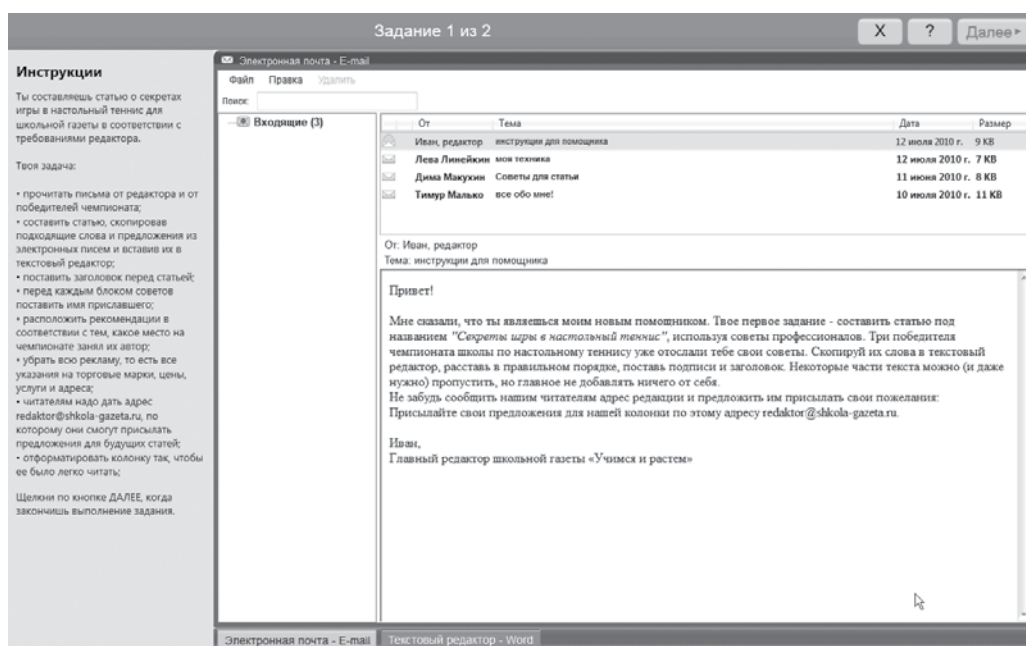 Задание 1 из 2
X
?
Далее
Инструкции
Ты составляешь статью о секретах
игры в настольный теннис для
школьной газеты в соответствии с
требованиями редактора.
Твоя задача:
• прочитать письма от редактора и от
победителей чемпионата;
• составить статью, скопировав
подходящие слова и предложения из
электронных писем и вставив их в
текстовый редактор;
• поставить заголовок перед статьей;
• перед каждым блоком советов
поставить имя приславшего;
• расположить рекомендации в
соответствии с тем, какое место на
чемпионате занял их автор;
• убрать всю рекламу, то есть все
указания на торговые марки, цены,
услуги и адреса;
• читателям надо дать адрес
redaktor@shkola-gazeta.ru, по
которому они смогут присылать
предложения для будущих статей;
• отформатировать колонку так, чтобы
ее было легко читать;
Щелкни по кнопке ДАЛЕЕ, когда
закончишь выполнение задания.
Электронная почта - E-mail
Файл Правка Удалить
Поиск:
Входящие (3)
От Тема Дата Размер
Иван, редактор инструкции для помощника 12 июля 2010 г. 9 KB
Лева Линейкин моя техника 12 июля 2010 г. 7 KB
Дима Макухин Советы для статьи 11 июня 2010 г. 8 KB
Тимур Малько все обо мне! 10 июля 2010 г. 11 KB
От: Иван, редактор
Тема: инструкции для помощника
Привет!
Мне сказали, что ты являешься моим новым помощником. Твое первое задание - составить статью под
названием "Секреты игры в настольный теннис", используя советы профессионалов. Три победителя
чемпионата школы по настольному теннису уже отослали тебе свои советы. Скопируй их слова в текстовый
редактор, расставь в правильном порядке, поставь подписи и заголовок. Некоторые части текста можно (и даже
нужно) пропустить, но главное не добавлять ничего от себя.
Не забудь сообщить нашим читателям адрес редакции и предложить им присылать свои пожелания:
Присылайте свои предложения для нашей колонки по этому адресу redaktor@shkola-gazeta.ru.
Иван,
Главный редактор школьной газеты «Учимся и растем»
Электронная почта - E-mail
Текстовый редактор - Word